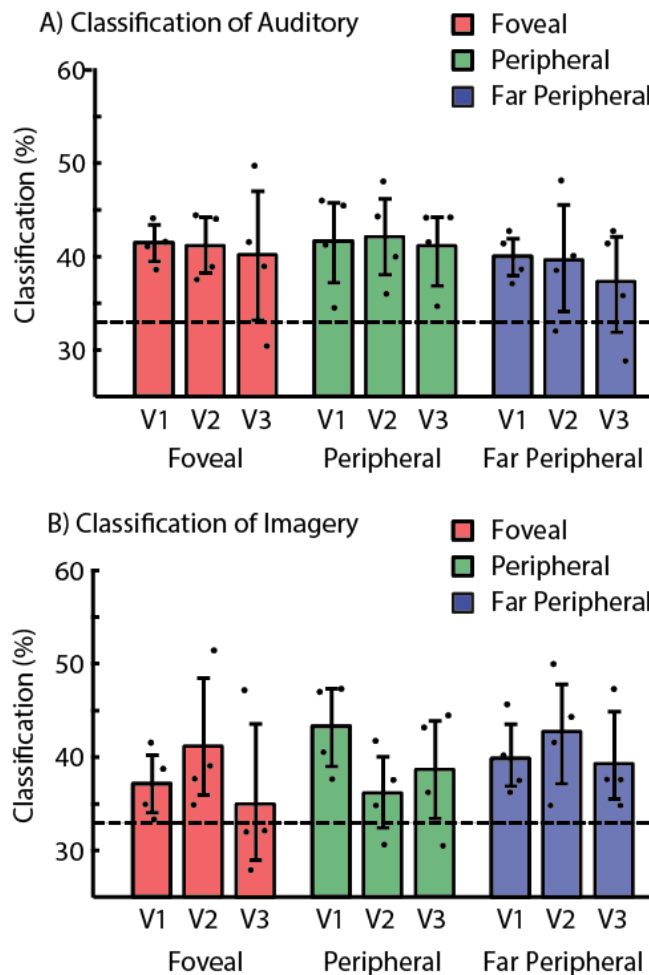 A) Classification of Auditory
Foveal
Peripheral
Far Peripheral
Classification (%)
60
50
40
30
V1 V2 V3 V1 V2 V3 V1 V2 V3
Foveal Peripheral Far Peripheral
B) Classification of Imagery
Foveal
Peripheral
Far Peripheral
Classification (%)
60
50
40
30
V1 V2 V3 V1 V2 V3 V1 V2 V3
Foveal Peripheral Far Peripheral